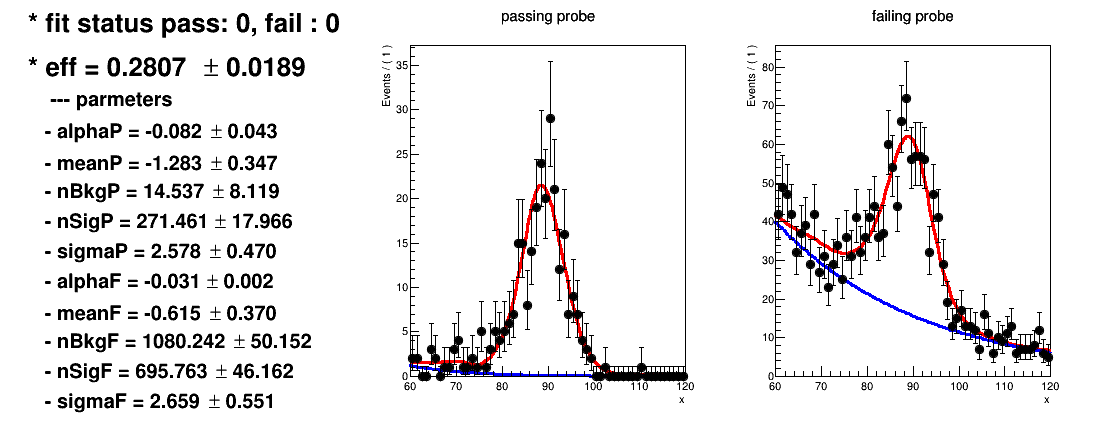 * fit status pass: 0, fail : 0
* eff = 0.2807 ± 0.0189
--- parmeters
- alphaP = -0.082 ± 0.043
- meanP = -1.283 ± 0.347
- nBkgP = 14.537 ± 8.119
- nSigP = 271.461 ± 17.966
- sigmaP = 2.578 ± 0.470
- alphaF = -0.031 ± 0.002
- meanF = -0.615 ± 0.370
- nBkgF = 1080.242 ± 50.152
- nSigF = 695.763 ± 46.162
- sigmaF = 2.659 ± 0.551
passing probe
Events / ( 1 )
35
30
25
20
15
10
5
0
60 70 80 90 100 110 120
x
failing probe
Events / ( 1 )
80
70
60
50
40
30
20
10
0
60 70 80 90 100 110 120
x